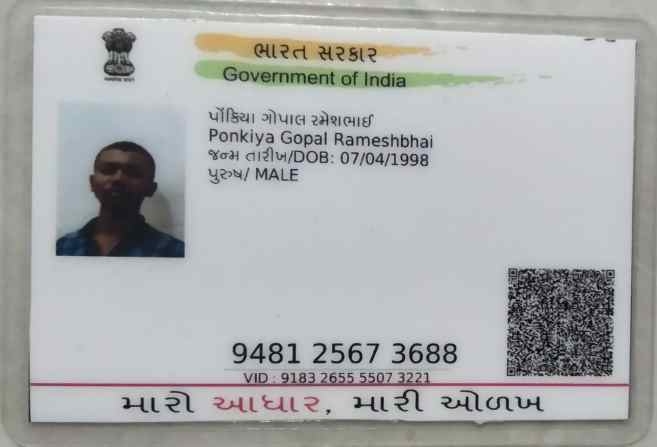 ભારત સરકાર
Government of India
પોંકિયા ગોપાલ રમેશભાઈ
Ponkiya Gopal Rameshbhai
જન્મ તારીખ/DOB: 07/04/1998
પુરુષ/ MALE
9481 2567 3688
VID : 9183 2655 5507 3221
મારો આધાર, મારી ઓળખ